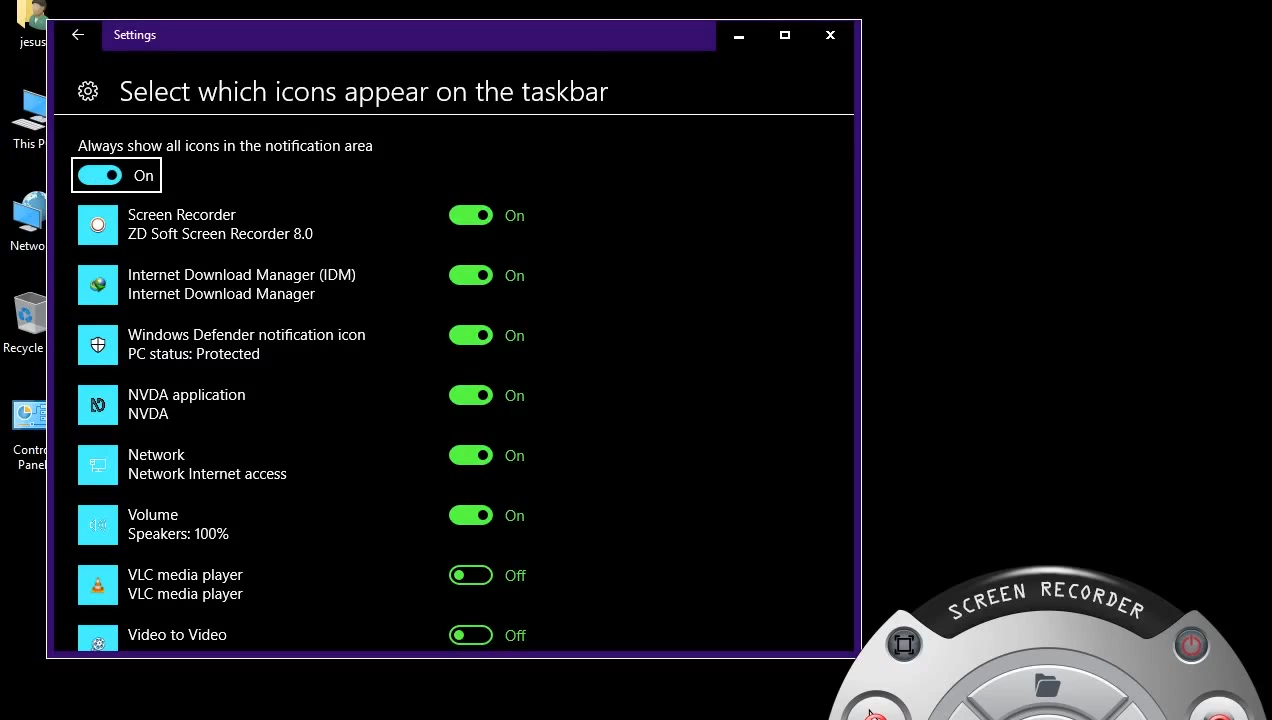 jesus
Settings
Select which icons appear on the taskbar
This P
Always show all icons in the notification area
On
Screen Recorder
ZD Soft Screen Recorder 8.0
On
Netwo
Internet Download Manager (IDM)
Internet Download Manager
On
Recycle
Windows Defender notification icon
PC status: Protected
On
NVDA application
NVDA
On
Contro
Panel
Network
Network Internet access
On
Volume
Speakers: 100%
On
VLC media player
VLC media player
Off
Video to Video
Off
SCREEN RECORDER